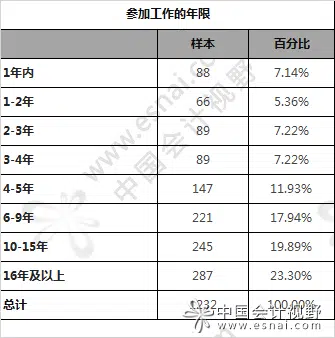 参加工作的年限
样本 百分比
1年内 88 7.14%
1-2年 66 5.36%
2-3年 89 7.22%
3-4年 89 7.22%
4-5年 147 11.93%
6-9年 221 17.94%
10-15年 245 19.89%
16年及以上 287 23.30%
总计 1232 100.00%
中国会计视野
www.esnai.com
中国会计视野
www.esnai.com